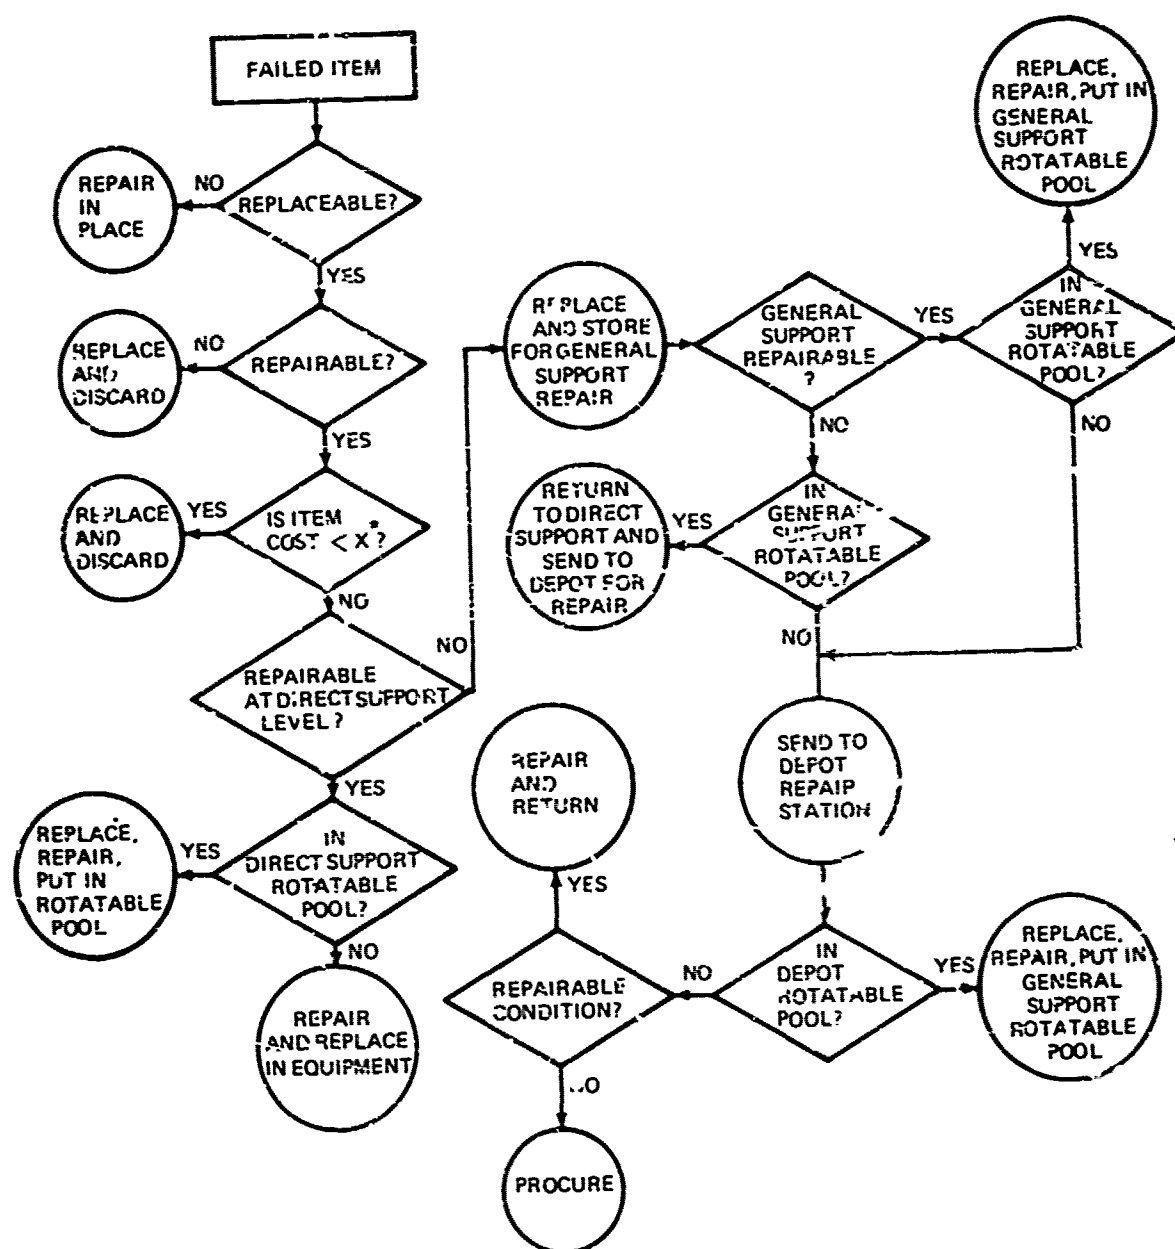 FAILED ITEM
REPLACEABLE?
NO
REPAIR
IN
PLACE
YES
REPAIRABLE?
NO
REPLACE
AND
DISCARD
YES
IS ITEM
COST < X*?
YES
REPLACE
AND
DISCARD
NO
REPAIRABLE
AT DIRECT SUPPORT
LEVEL?
NO
YES
IN
DIRECT SUPPORT
ROTATABLE
POOL?
YES
REPLACE,
REPAIR,
PUT IN
ROTATABLE
POOL
NO
REPAIR
AND REPLACE
IN EQUIPMENT
REPLACE
AND STORE
FOR GENERAL
SUPPORT
REPAIR
GENERAL
SUPPORT
REPAIRABLE
?
YES
IN
GENERAL
SUPPORT
ROTATABLE
POOL?
YES
REPLACE,
REPAIR, PUT IN
GENERAL
SUPPORT
ROTATABLE
POOL
NO
NO
IN
GENERAL
SUPPORT
ROTATABLE
POOL?
YES
RETURN
TO DIRECT
SUPPORT AND
SEND TO
DEPOT FOR
REPAIR
NO
SEND TO
DEPOT
REPAIR
STATION
IN
DEPOT
ROTATABLE
POOL?
YES
REPLACE,
REPAIR, PUT IN
GENERAL
SUPPORT
ROTATABLE
POOL
NO
REPAIRABLE
CONDITION?
YES
REPAIR
AND
RETURN
NO
PROCURE